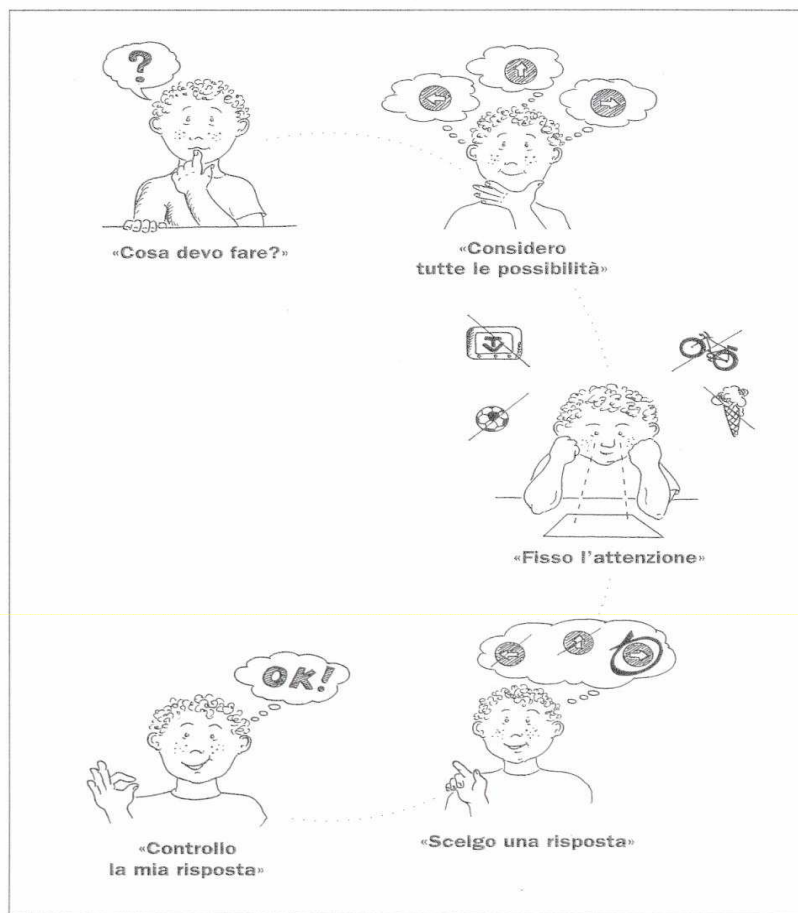 ?
«Cosa devo fare?»
«Considero
tutte le possibilità»
«Fisso l'attenzione»
«Scelgo una risposta»
OK!
«Controllo
la mia risposta»